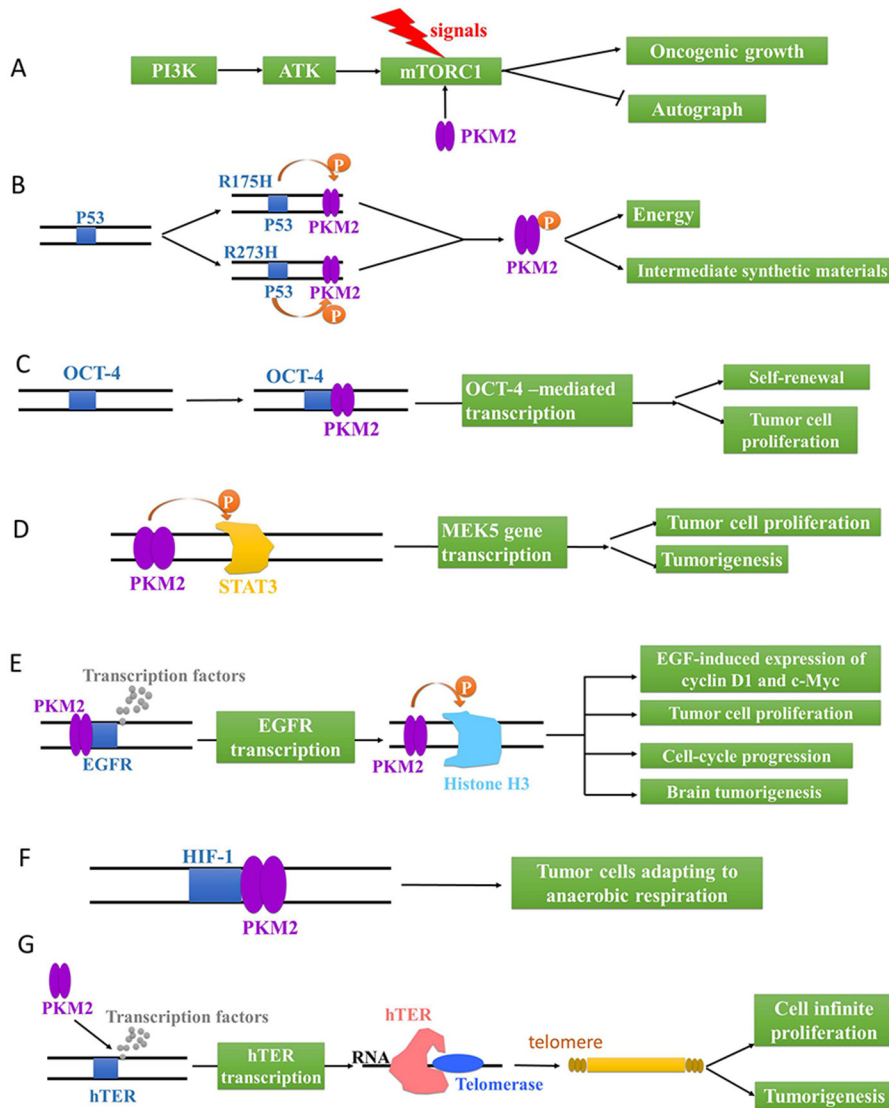 signals
A
PI3K
ATK
mTORC1
Oncogenic growth
Autograph
PKM2
B
P
R175H
P53
P53
PKM2
R273H
P53
PKM2
P
P
PKM2
Energy
Intermediate synthetic materials
C
OCT-4
OCT-4
PKM2
OCT-4 –mediated
transcription
Self-renewal
Tumor cell
proliferation
D
P
PKM2
STAT3
MEK5 gene
transcription
Tumor cell proliferation
Tumorigenesis
E
Transcription factors
PKM2
EGFR
EGFR
transcription
P
PKM2
Histone H3
EGF-induced expression of
cyclin D1 and c-Myc
Tumor cell proliferation
Cell-cycle progression
Brain tumorigenesis
F
HIF-1
PKM2
Tumor cells adapting to
anaerobic respiration
G
PKM2
Transcription factors
hTER
hTER
transcription
RNA
hTER
Telomerase
telomere
Cell infinite
proliferation
Tumorigenesis